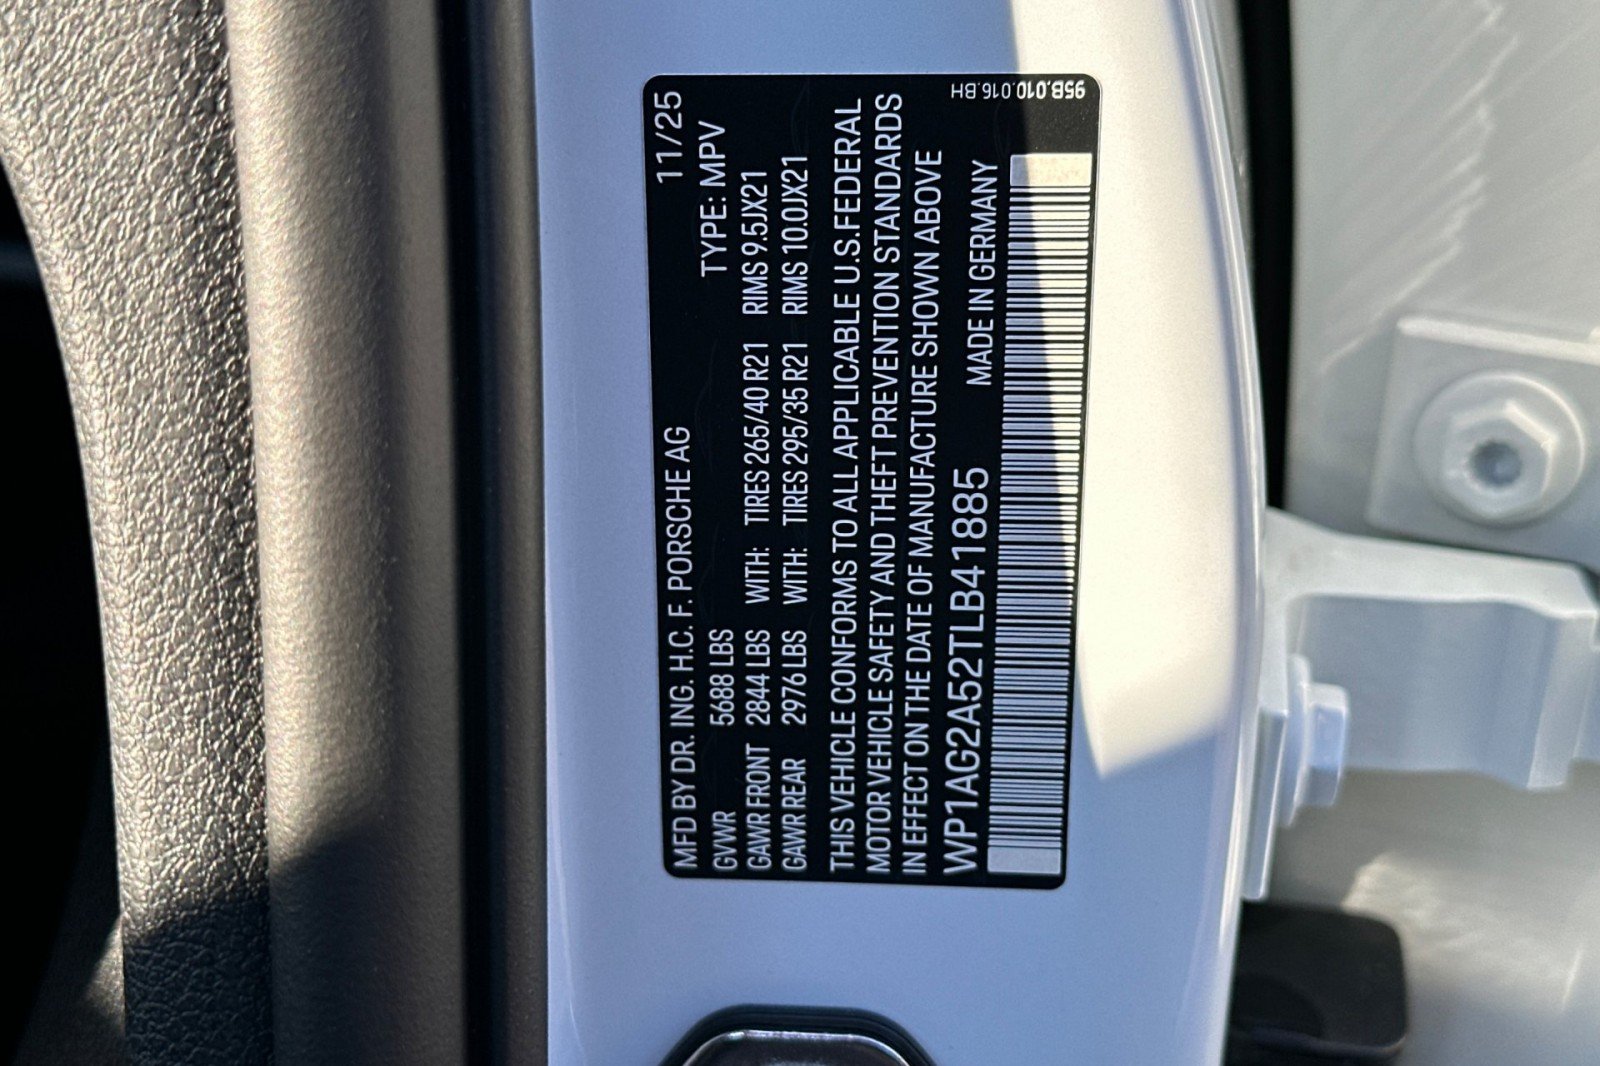 MFD BY DR. ING. H.C. F. PORSCHE AG 11/25
GVWR 5688 LBS TYPE: MPV
GAWR FRONT 2844 LBS WITH: TIRES 265/40 R21 RIMS 9.5JX21
GAWR REAR 2976 LBS WITH: TIRES 295/35 R21 RIMS 10.0JX21
THIS VEHICLE CONFORMS TO ALL APPLICABLE U.S.FEDERAL
MOTOR VEHICLE SAFETY AND THEFT PREVENTION STANDARDS
IN EFFECT ON THE DATE OF MANUFACTURE SHOWN ABOVE
WP1AG2A52TLB41885 MADE IN GERMANY
95B.010.016.BH